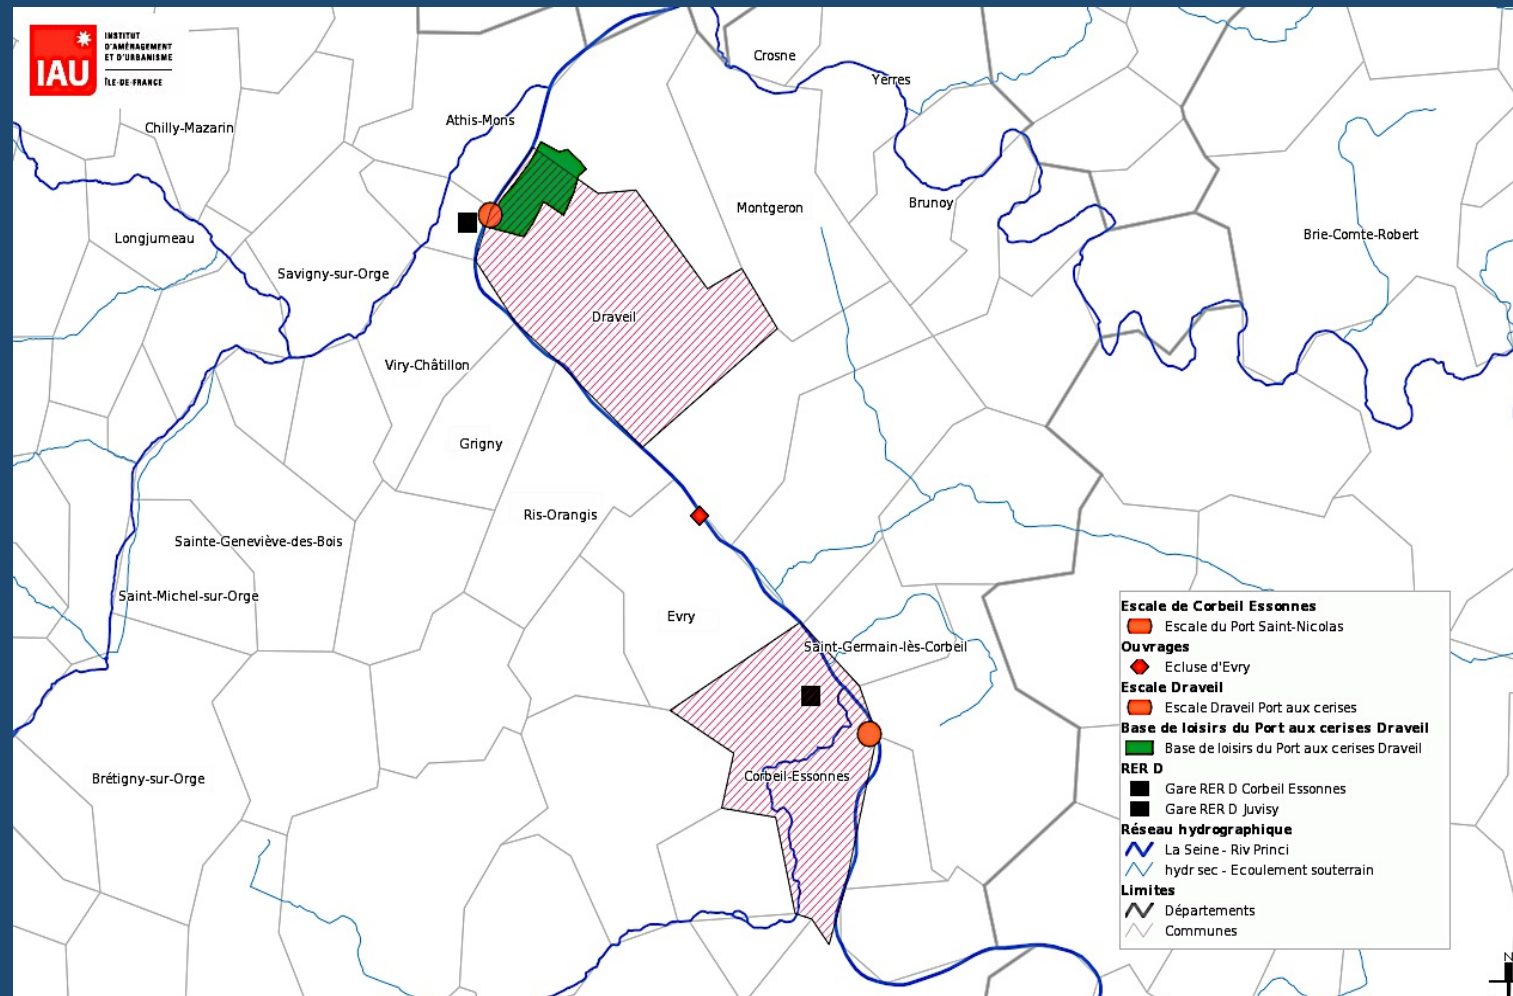 IAU
INSTITUT
D'AMÉNAGEMENT
ET D'URBANISME
ÎLE-DE-FRANCE
Crosne
Yerres
Athis-Mons
Chilly-Mazarin
Brunoy
Montgeron
Longjumeau
Brie-Comte-Robert
Savigny-sur-Orge
Draveil
Viry-Châtillon
Grigny
Ris-Orangis
Sainte-Geneviève-des-Bois
Saint-Michel-sur-Orge
Evry
Saint-Germain-lès-Corbeil
Corbeil-Essonnes
Brétigny-sur-Orge
Escale de Corbeil Essonnes
Escale du Port Saint-Nicolas
Ouvrages
Ecluse d'Evry
Escale Draveil
Escale Draveil Port aux cerises
Base de loisirs du Port aux cerises Draveil
Base de loisirs du Port aux cerises Draveil
RER D
Gare RER D Corbeil Essonnes
Gare RER D Juvisy
Réseau hydrographique
La Seine - Riv Princi
hydr sec - Ecoulement souterrain
Limites
Départements
Communes
N